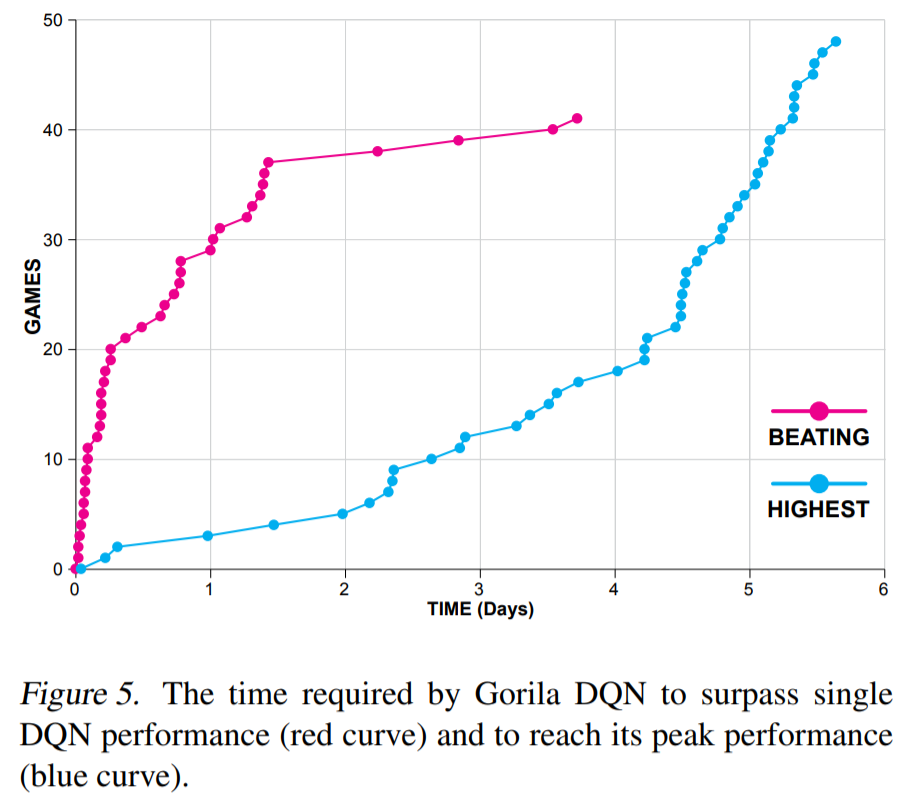 50
40
30
20
10
0
GAMES
0 1 2 3 4 5 6
TIME (Days)
BEATING
HIGHEST
Figure 5. The time required by Gorila DQN to surpass single
DQN performance (red curve) and to reach its peak performance
(blue curve).